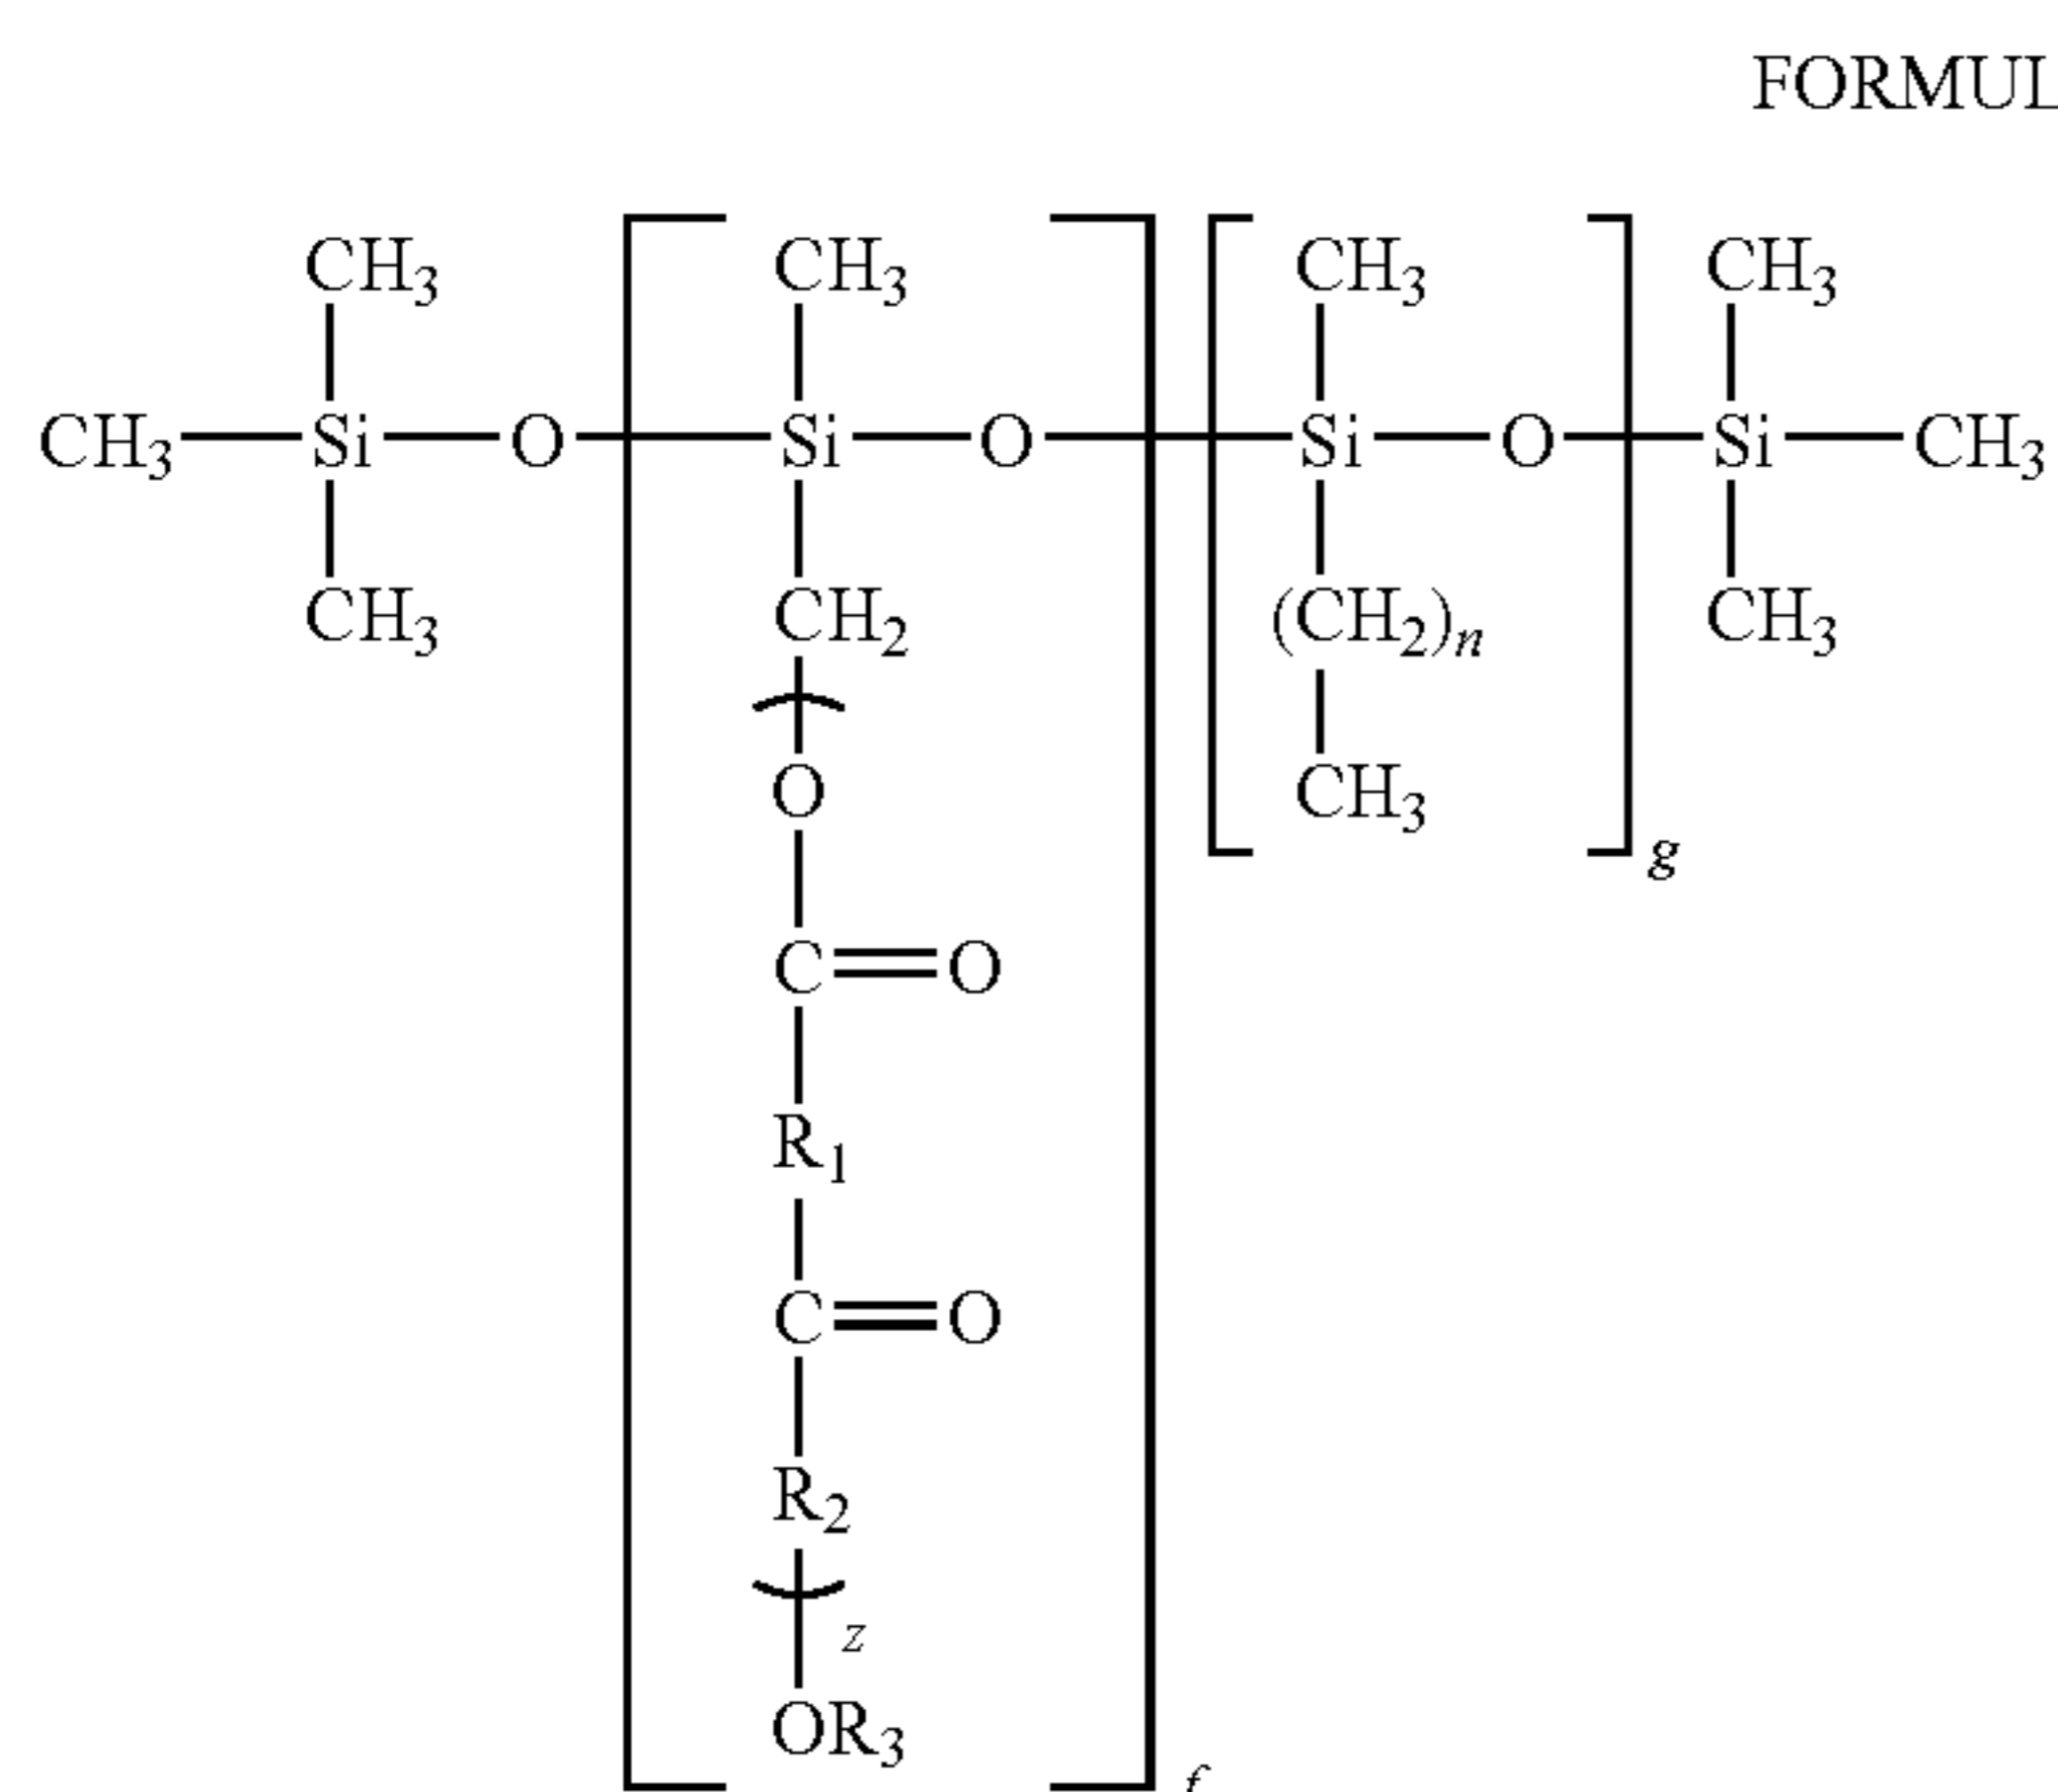 FORMUL
CH3 CH3 CH3 CH3
CH3 Si O Si O Si O Si CH3
CH3 CH2 (CH2)n CH3
O CH3
g
C=O
R1
C=O
R2
z
OR3
f